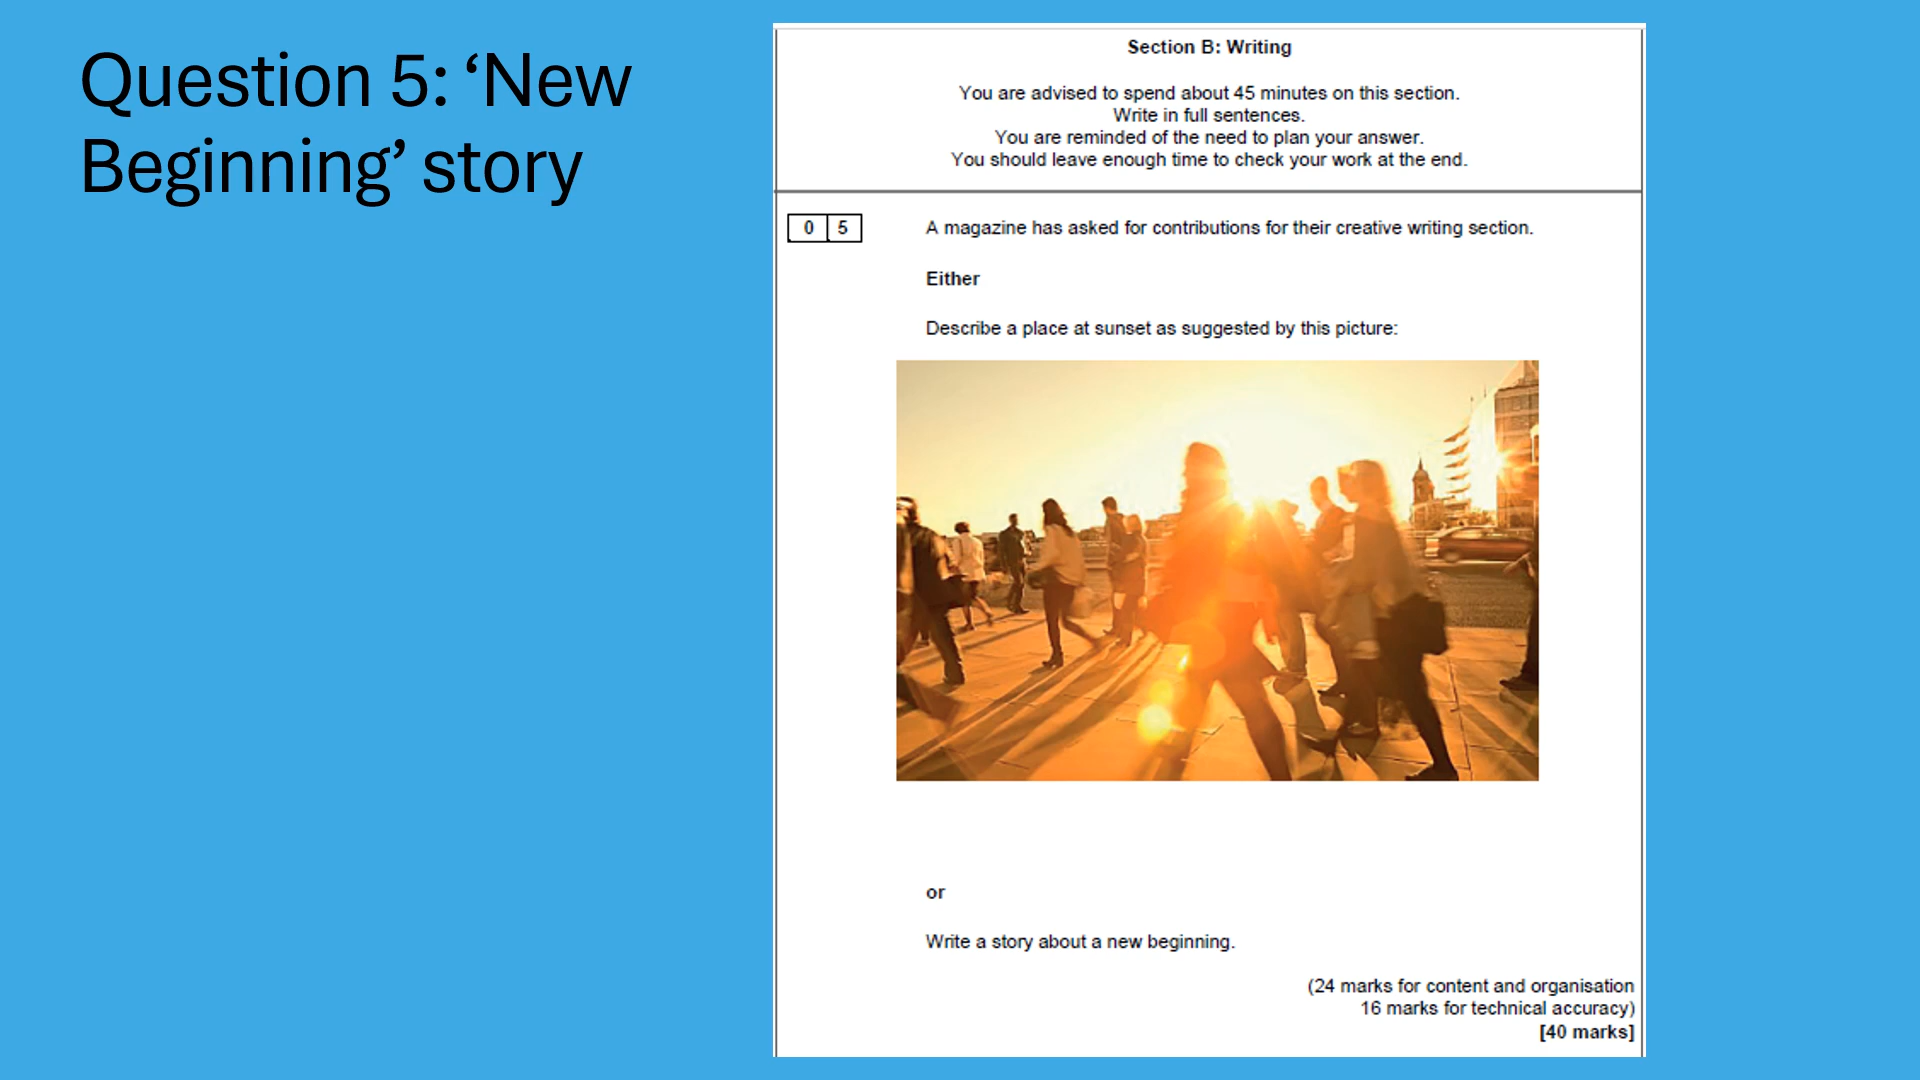 Question 5: ‘New
Beginning’ story
Section B: Writing
You are advised to spend about 45 minutes on this section.
Write in full sentences.
You are reminded of the need to plan your answer.
You should leave enough time to check your work at the end.
0 5
A magazine has asked for contributions for their creative writing section.
Either
Describe a place at sunset as suggested by this picture:
or
Write a story about a new beginning.
(24 marks for content and organisation
16 marks for technical accuracy)
[40 marks]